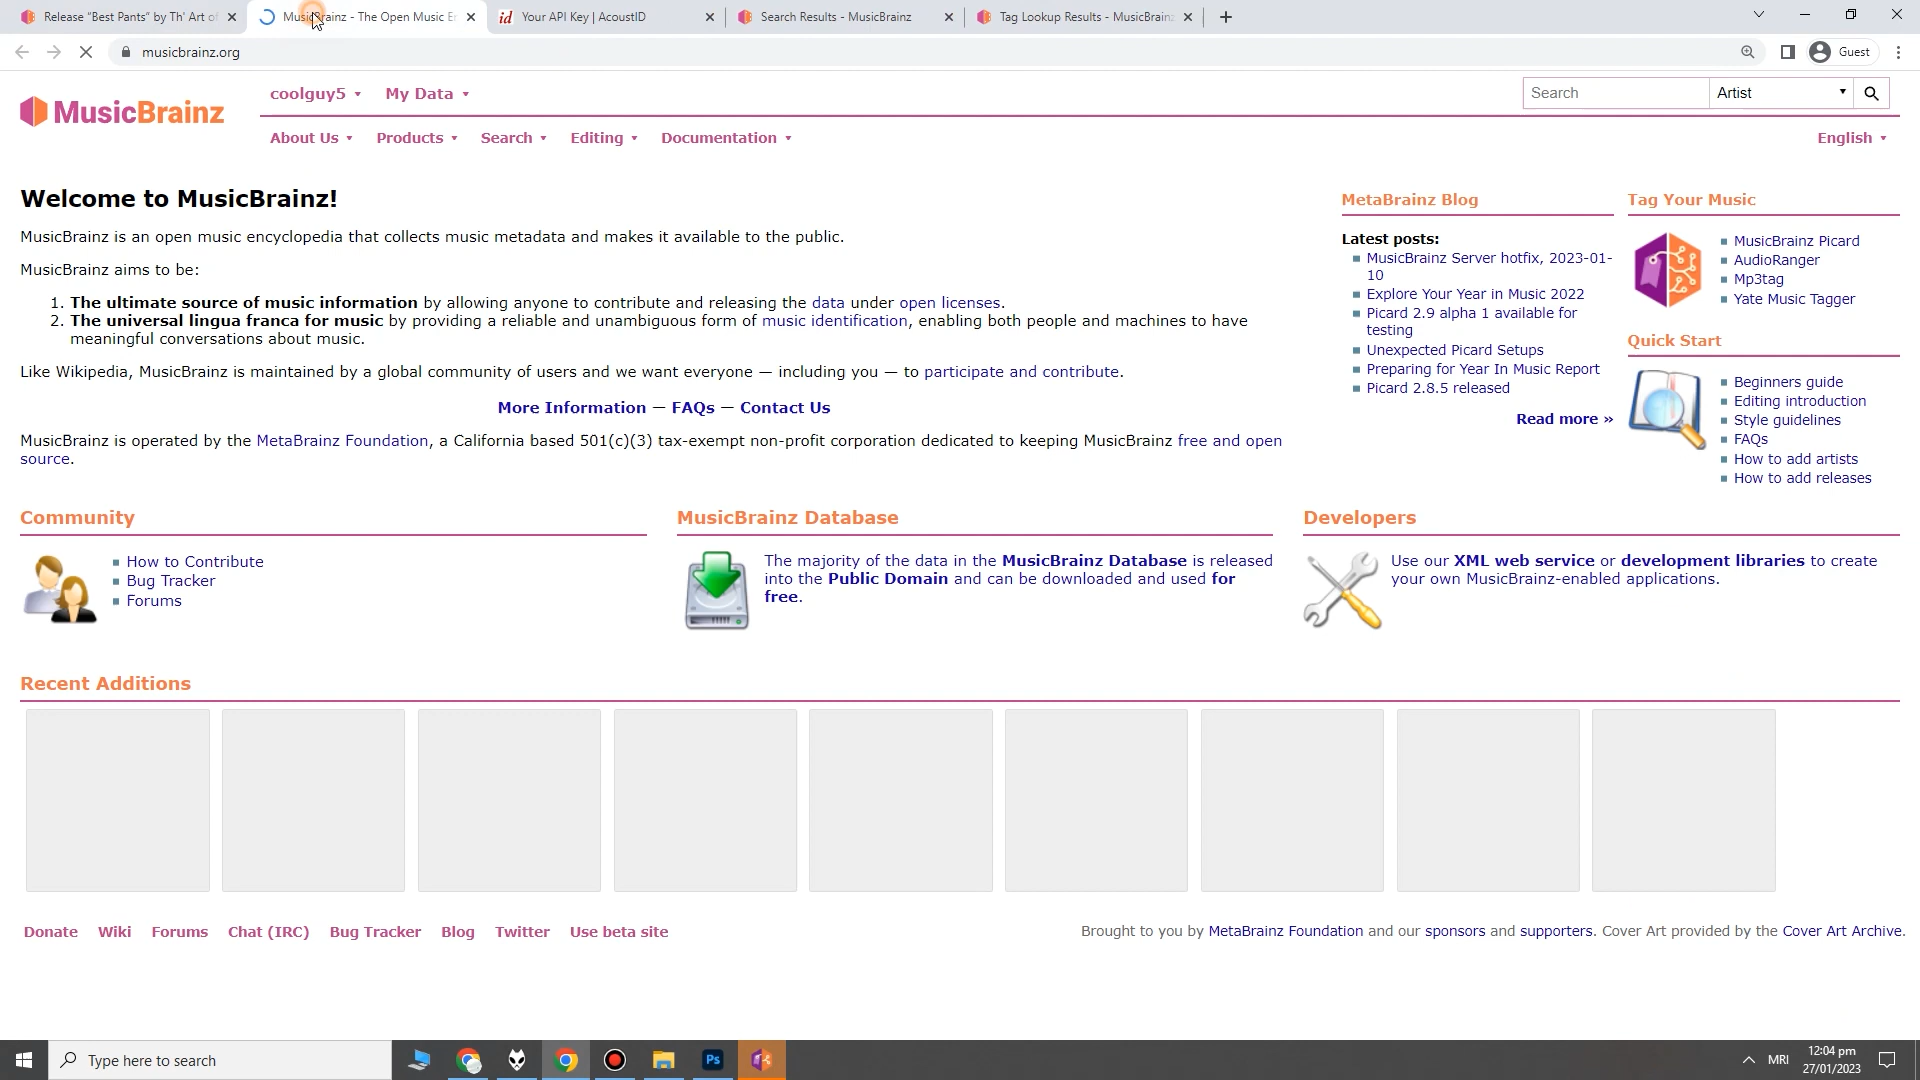 Release "Best Pants" by Th' Art of
MusicBrainz - The Open Music En
Your API Key | AcoustID
Search Results - MusicBrainz
Tag Lookup Results - MusicBrainz
musicbrainz.org
Guest
MusicBrainz
coolguy5 My Data
Search Artist
About Us Products Search Editing Documentation
English
Welcome to MusicBrainz!
MusicBrainz is an open music encyclopedia that collects music metadata and makes it available to the public.
MusicBrainz aims to be:
1. The ultimate source of music information by allowing anyone to contribute and releasing the data under open licenses.
2. The universal lingua franca for music by providing a reliable and unambiguous form of music identification, enabling both people and machines to have
meaningful conversations about music.
Like Wikipedia, MusicBrainz is maintained by a global community of users and we want everyone — including you — to participate and contribute.
More Information — FAQs — Contact Us
MusicBrainz is operated by the MetaBrainz Foundation, a California based 501(c)(3) tax-exempt non-profit corporation dedicated to keeping MusicBrainz free and open
source.
MetaBrainz Blog
Latest posts:
MusicBrainz Server hotfix, 2023-01-
10
Explore Your Year in Music 2022
Picard 2.9 alpha 1 available for
testing
Unexpected Picard Setups
Preparing for Year In Music Report
Picard 2.8.5 released
Read more »
Tag Your Music
MusicBrainz Picard
AudioRanger
Mp3tag
Yate Music Tagger
Quick Start
Beginners guide
Editing introduction
Style guidelines
FAQs
How to add artists
How to add releases
Community
How to Contribute
Bug Tracker
Forums
MusicBrainz Database
The majority of the data in the MusicBrainz Database is released
into the Public Domain and can be downloaded and used for
free.
Developers
Use our XML web service or development libraries to create
your own MusicBrainz-enabled applications.
Recent Additions
Donate Wiki Forums Chat (IRC) Bug Tracker Blog Twitter Use beta site
Brought to you by MetaBrainz Foundation and our sponsors and supporters. Cover Art provided by the Cover Art Archive.
Type here to search
Ps
MRI
12:04 pm
27/01/2023